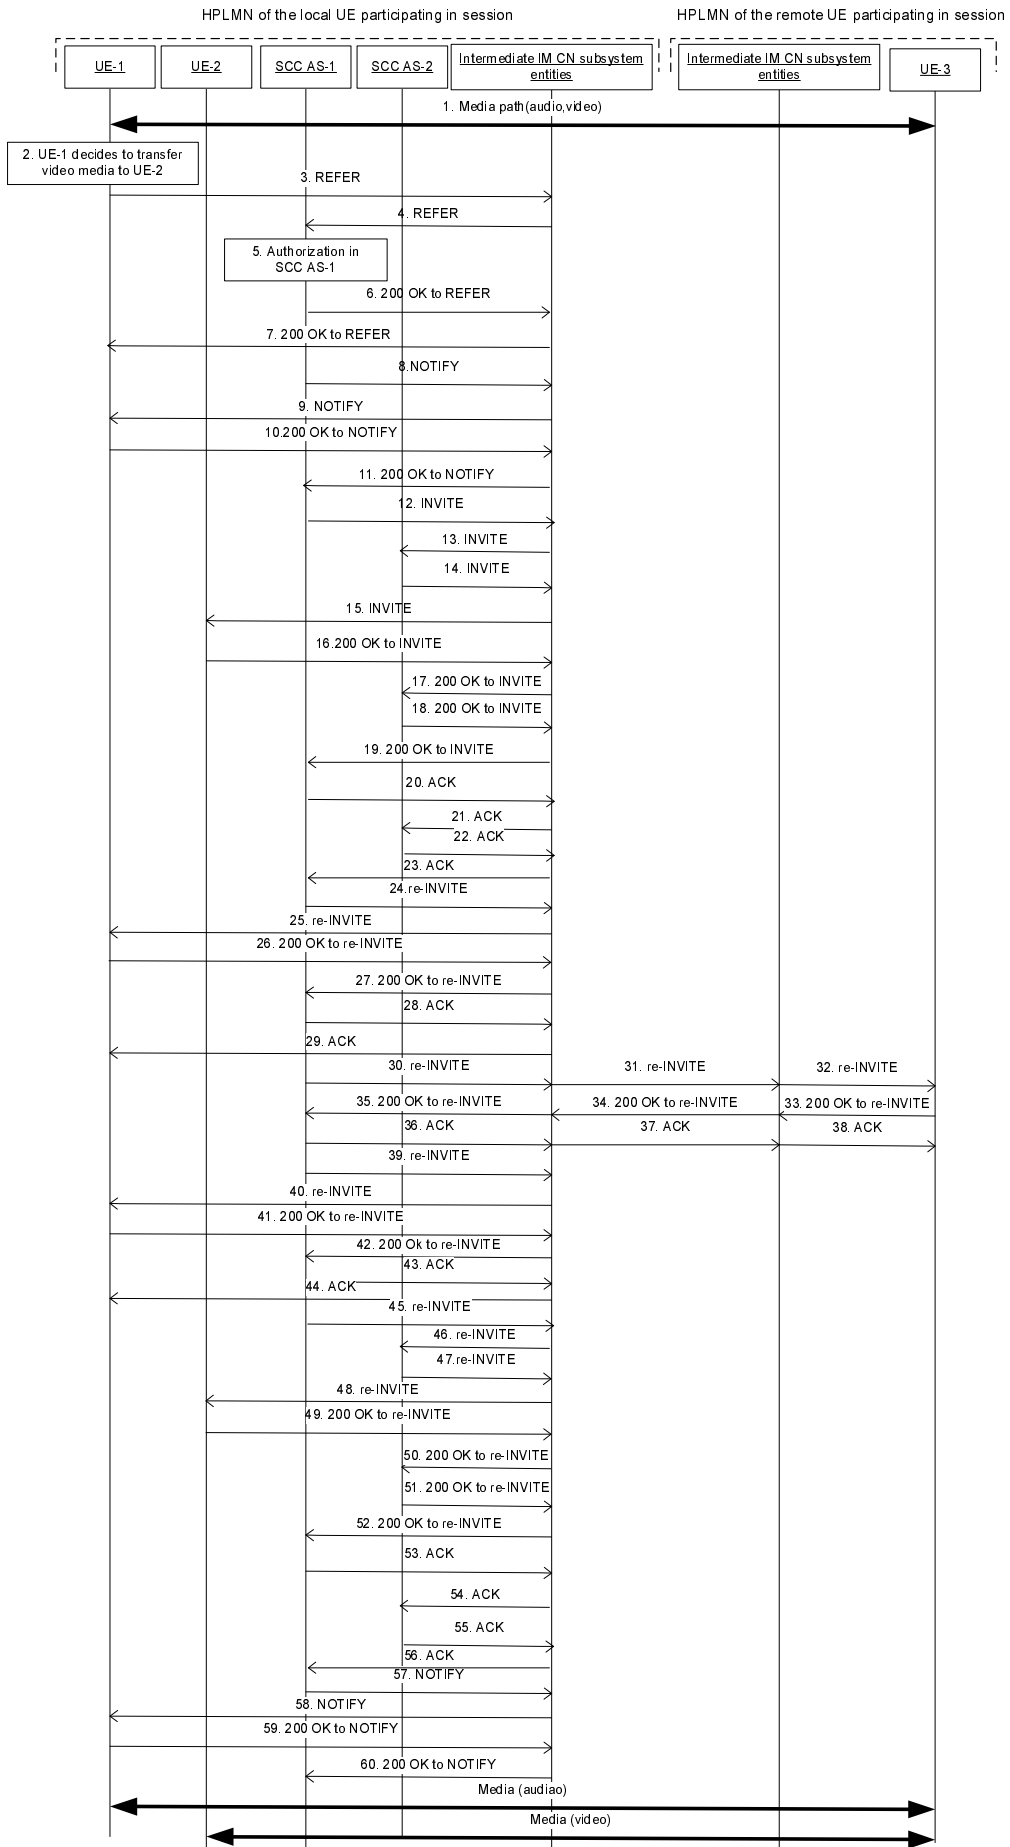 HPLMN of the local UE participating in session
HPLMN of the remote UE participating in session
UE-1
UE-2
SCC AS-1
SCC AS-2
Intermediate IM CN subsystem
entities
Intermediate IM CN subsystem
entities
UE-3
1. Media path(audio,video)
2. UE-1 decides to transfer
video media to UE-2
3. REFER
4. REFER
5. Authorization in
SCC AS-1
6. 200 OK to REFER
7. 200 OK to REFER
8.NOTIFY
9. NOTIFY
10.200 OK to NOTIFY
11. 200 OK to NOTIFY
12. INVITE
13. INVITE
14. INVITE
15. INVITE
16.200 OK to INVITE
17. 200 OK to INVITE
18. 200 OK to INVITE
19. 200 OK to INVITE
20. ACK
21. ACK
22. ACK
23. ACK
24.re-INVITE
25. re-INVITE
26. 200 OK to re-INVITE
27. 200 OK to re-INVITE
28. ACK
29. ACK
30. re-INVITE
31. re-INVITE
32. re-INVITE
35. 200 OK to re-INVITE
34. 200 OK to re-INVITE
33. 200 OK to re-INVITE
36. ACK
37. ACK
38. ACK
39. re-INVITE
40. re-INVITE
41. 200 OK to re-INVITE
42. 200 Ok to re-INVITE
43. ACK
44. ACK
45. re-INVITE
46. re-INVITE
47.re-INVITE
48. re-INVITE
49. 200 OK to re-INVITE
50. 200 OK to re-INVITE
51. 200 OK to re-INVITE
52. 200 OK to re-INVITE
53. ACK
54. ACK
55. ACK
56. ACK
57. NOTIFY
58. NOTIFY
59. 200 OK to NOTIFY
60. 200 OK to NOTIFY
Media (audiao)
Media (video)